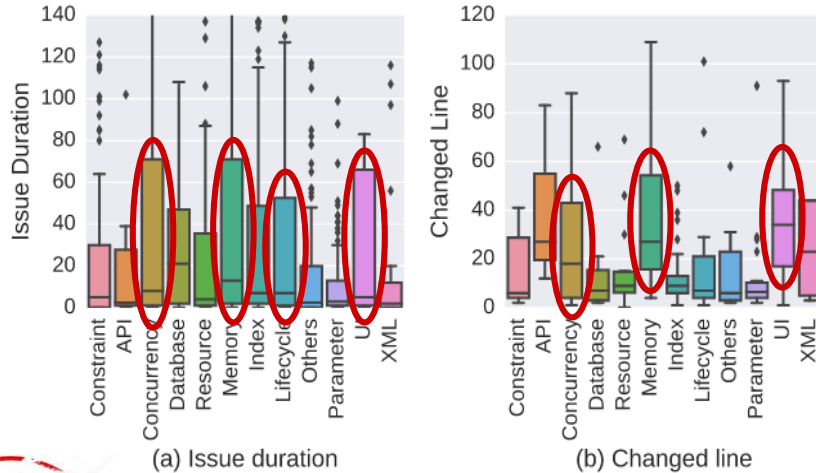 140
120
100
80
60
40
20
0
Issue Duration
Constraint
API
Concurrency
Database
Resource
Memory
Index
Lifecycle
Others
Parameter
UI
XML
(a) Issue duration
120
100
80
60
40
20
0
Changed Line
Constraint
API
Concurrency
Database
Resource
Memory
Index
Lifecycle
Others
Parameter
UI
XML
(b) Changed line